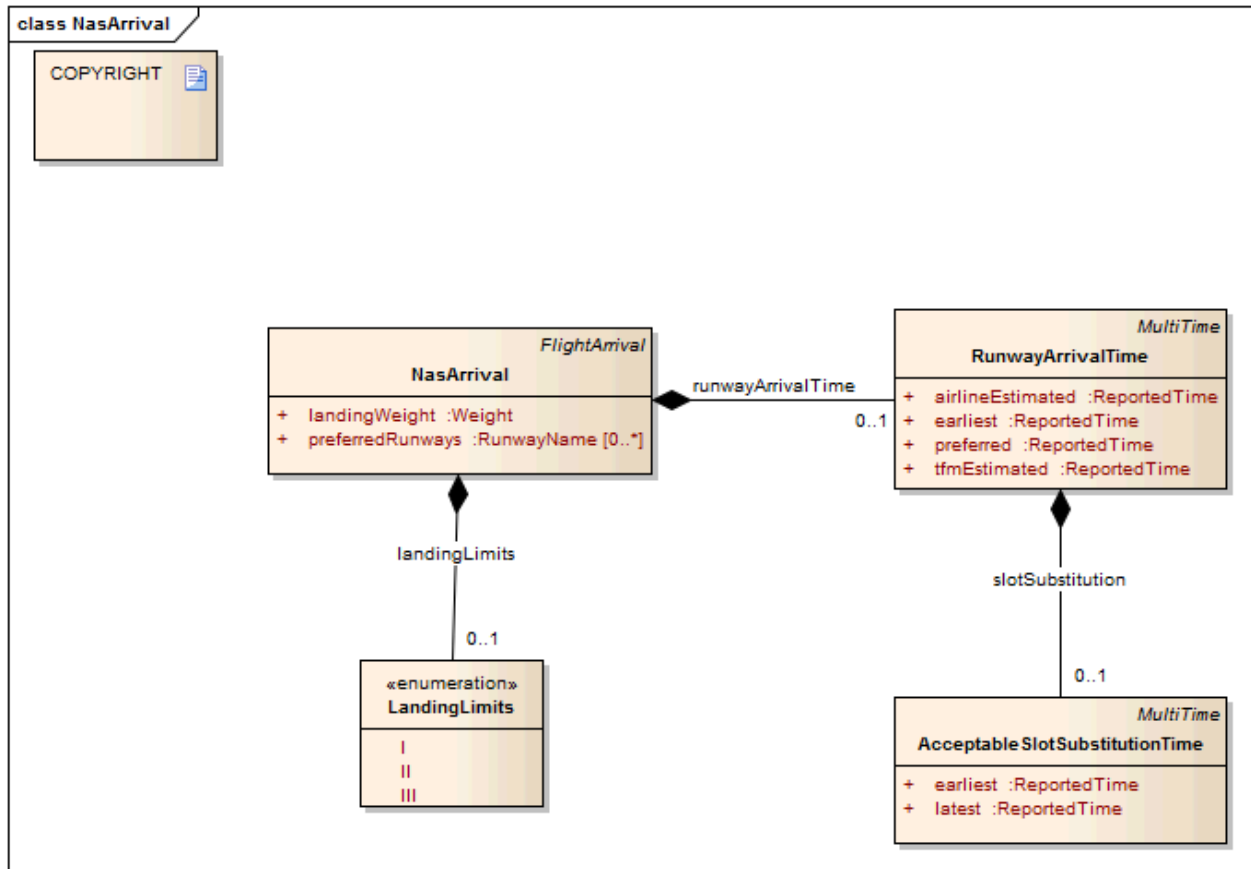 class NasArrival
COPYRIGHT
FlightArrival
NasArrival
+ landingWeight :Weight
+ preferredRunways :RunwayName [0..*]
runwayArrivalTime
0..1
MultiTime
RunwayArrivalTime
+ airlineEstimated :ReportedTime
+ earliest :ReportedTime
+ preferred :ReportedTime
+ tfmEstimated :ReportedTime
landingLimits
0..1
«enumeration»
LandingLimits
I
II
III
slotSubstitution
0..1
MultiTime
AcceptableSlotSubstitutionTime
+ earliest :ReportedTime
+ latest :ReportedTime